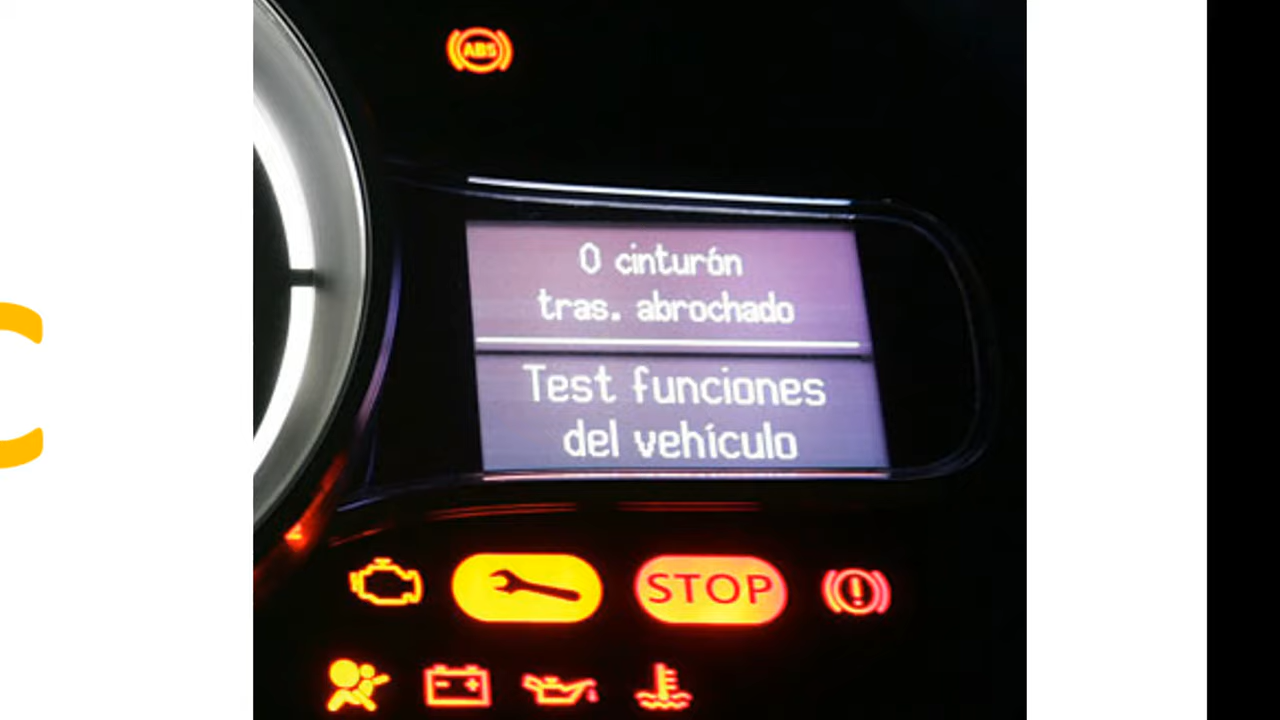 ABS
0 cinturón
tras. abrochado
Test funciones
del vehículo
STOP